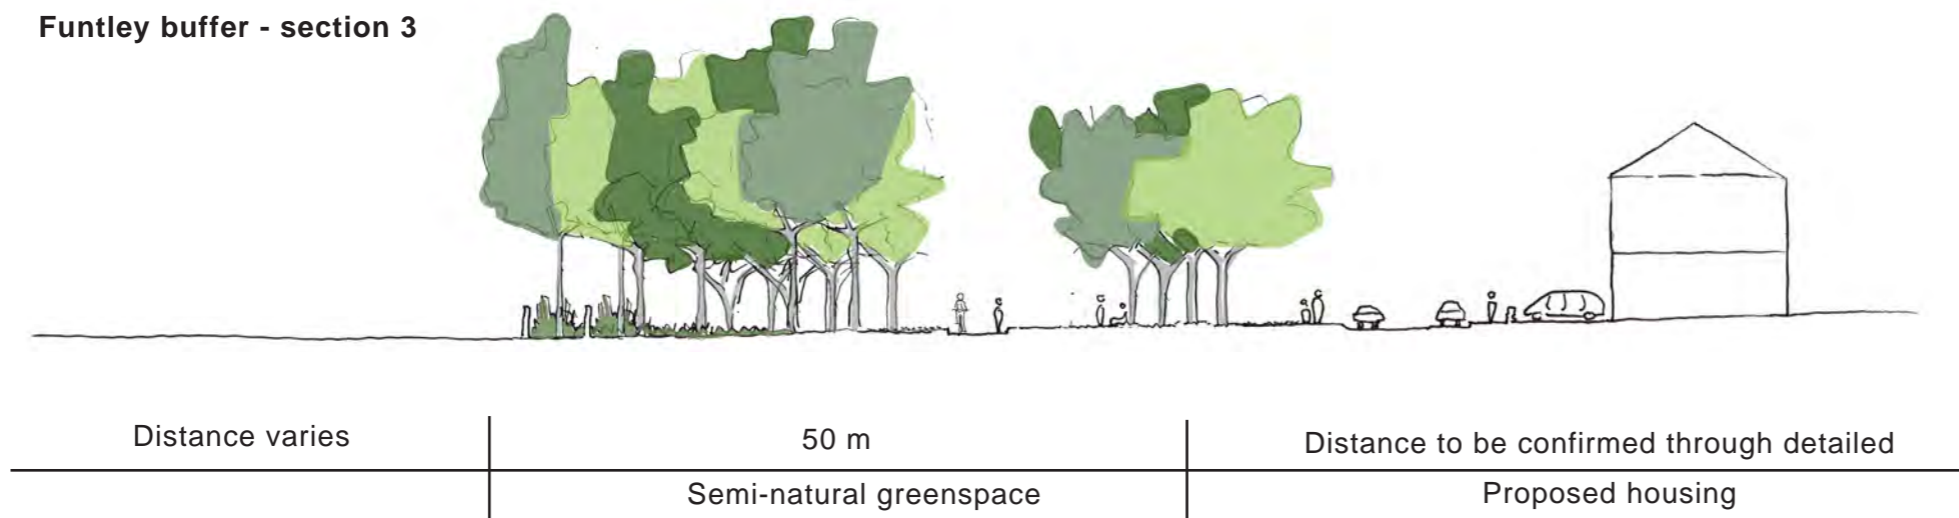 Funtley buffer - section 3
Distance varies
50 m
Distance to be confirmed through detailed
Semi-natural greenspace
Proposed housing